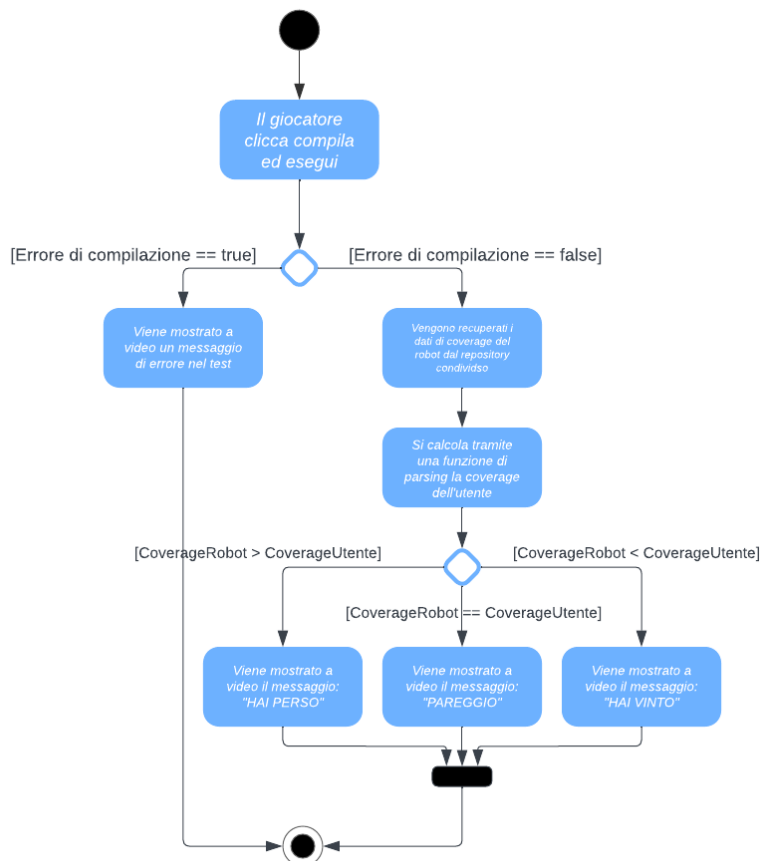 Il giocatore
clicca compila
ed esegui
[Errore di compilazione == true]
[Errore di compilazione == false]
Viene mostrato a
video un messaggio
di errore nel test
Vengono recuperati i
dati di coverage del
robot dal repository
condividso
Si calcola tramite
una funzione di
parsing la coverage
dell'utente
[CoverageRobot > CoverageUtente]
[CoverageRobot < CoverageUtente]
[CoverageRobot == CoverageUtente]
Viene mostrato a
video il messaggio:
"HAI PERSO"
Viene mostrato a
video il messaggio:
"PAREGGIO"
Viene mostrato a
video il messaggio:
"HAI VINTO"